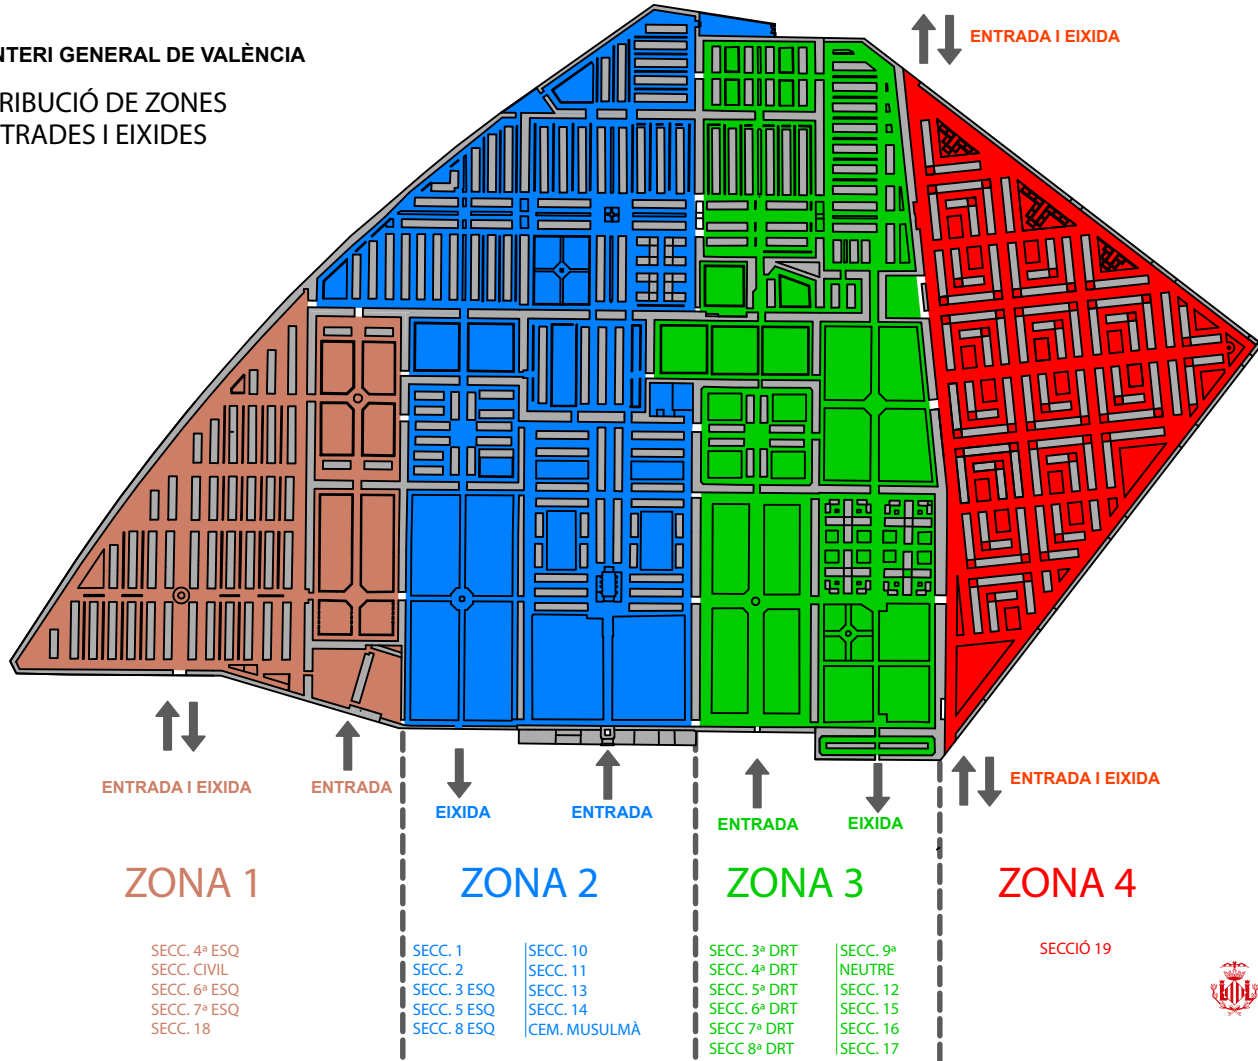 NTERI GENERAL DE VALÈNCIA
RIBUCIÓ DE ZONES
TRADES I EIXIDES
ENTRADA I EIXIDA
ENTRADA I EIXIDA
ENTRADA
EIXIDA
ENTRADA
ENTRADA
EIXIDA
ENTRADA I EIXIDA
ZONA 1
SECC. 4ª ESQ
SECC. CIVIL
SECC. 6ª ESQ
SECC. 7ª ESQ
SECC. 18
ZONA 2
SECC. 1
SECC. 2
SECC. 3 ESQ
SECC. 5 ESQ
SECC. 8 ESQ
SECC. 10
SECC. 11
SECC. 13
SECC. 14
CEM. MUSULMÀ
ZONA 3
SECC. 3ª DRT
SECC. 4ª DRT
SECC. 5ª DRT
SECC. 6ª DRT
SECC 7ª DRT
SECC 8ª DRT
SECC. 9ª
NEUTRE
SECC. 12
SECC. 15
SECC. 16
SECC. 17
ZONA 4
SECCIÓ 19